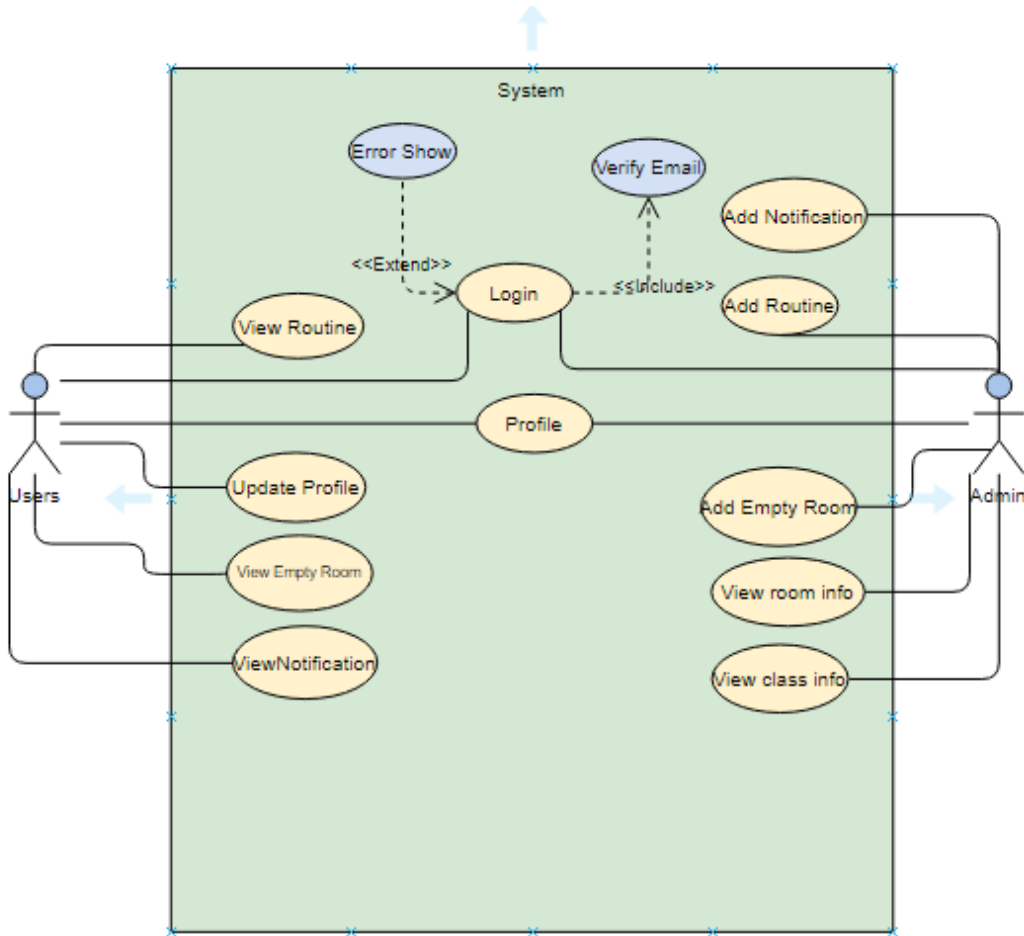 System
Error Show
Verify Email
Add Notification
<<Extend>>
<<Include>>
Login
Add Routine
View Routine
Profile
Users
Update Profile
Add Empty Room
Admin
View Empty Room
View room info
ViewNotification
View class info